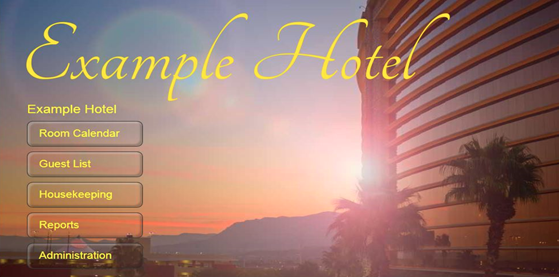 Example Hotel
Example Hotel
Room Calendar
Guest List
Housekeeping
Reports
Administration